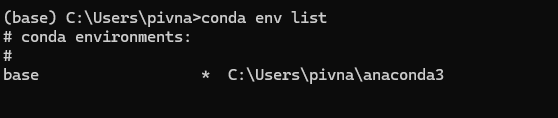 (base) C:\Users\pivna>conda env list
# conda environments:
#
base                     *  C:\Users\pivna\anaconda3